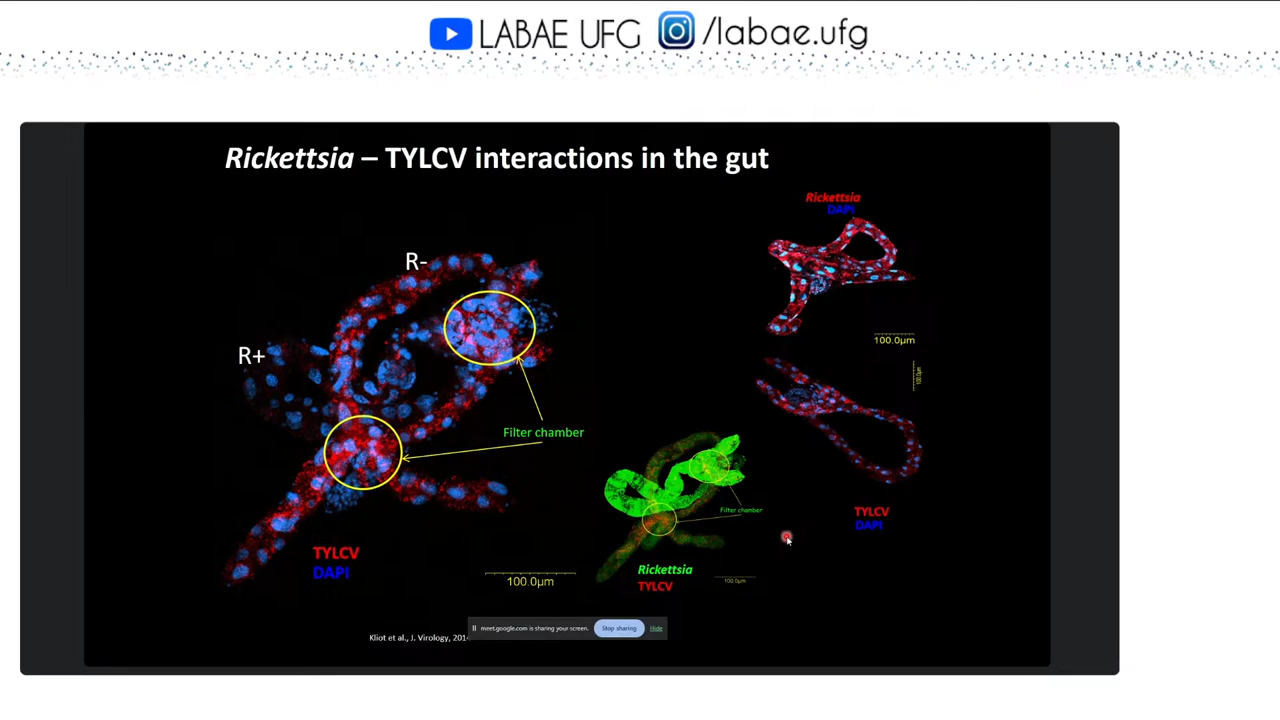 LABAE UFG /labae.ufg
Rickettsia – TYLCV interactions in the gut
Rickettsia
DAPI
R-
R+
100.0µm
100.0µm
Filter chamber
TYLCV
DAPI
Filter chamber
TYLCV
DAPI
100.0µm
Rickettsia
TYLCV
100.0µm
Kliot et al., J. Virology,
meet.google.com is sharing your screen. Stop sharing Hide